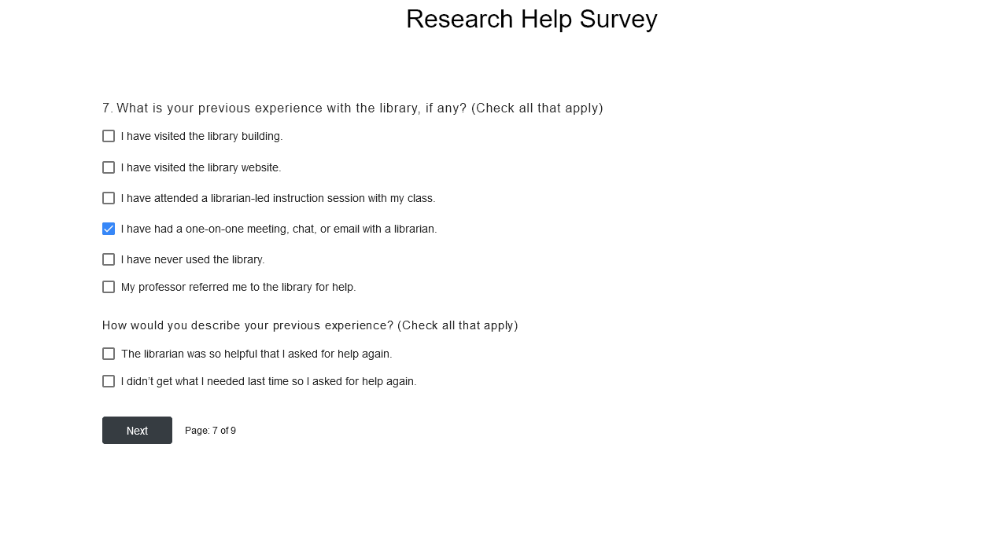 Research Help Survey
7. What is your previous experience with the library, if any? (Check all that apply)
I have visited the library building.
I have visited the library website.
I have attended a librarian-led instruction session with my class.
I have had a one-on-one meeting, chat, or email with a librarian.
I have never used the library.
My professor referred me to the library for help.
How would you describe your previous experience? (Check all that apply)
The librarian was so helpful that I asked for help again.
I didn’t get what I needed last time so I asked for help again.
Next Page: 7 of 9